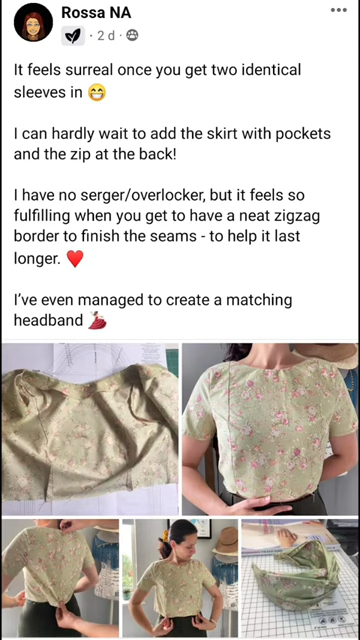 Rossa NA
· 2 d ·
It feels surreal once you get two identical
sleeves in 😁
I can hardly wait to add the skirt with pockets
and the zip at the back!
I have no serger/overlocker, but it feels so
fulfilling when you get to have a neat zigzag
border to finish the seams - to help it last
longer. ♥️
I've even managed to create a matching
headband 💃